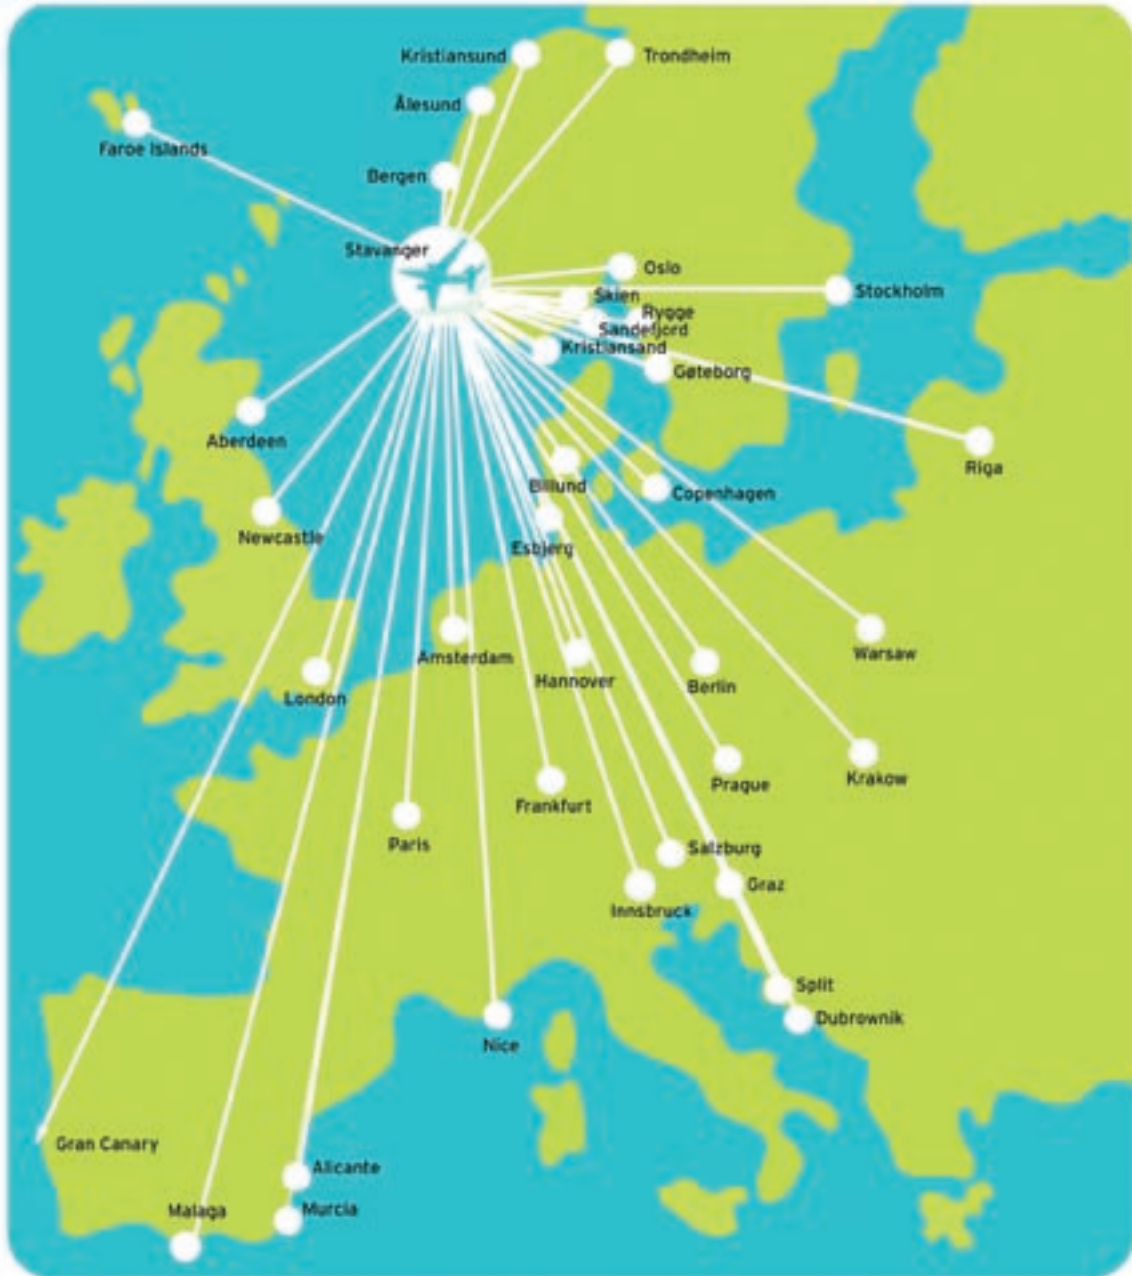 Kristiansund
Trondheim
Ålesund
Faroe Islands
Bergen
Stavanger
Oslo
Skien
Stockholm
Rygge
Sandefjord
Kristiansand
Gøteborg
Aberdeen
Riga
Billund
Copenhagen
Newcastle
Esbjerg
Warsaw
Amsterdam
Hannover
Berlin
London
Krakow
Prague
Frankfurt
Paris
Salzburg
Graz
Innsbruck
Split
Dubrownik
Nice
Gran Canary
Alicante
Malaga
Murcia